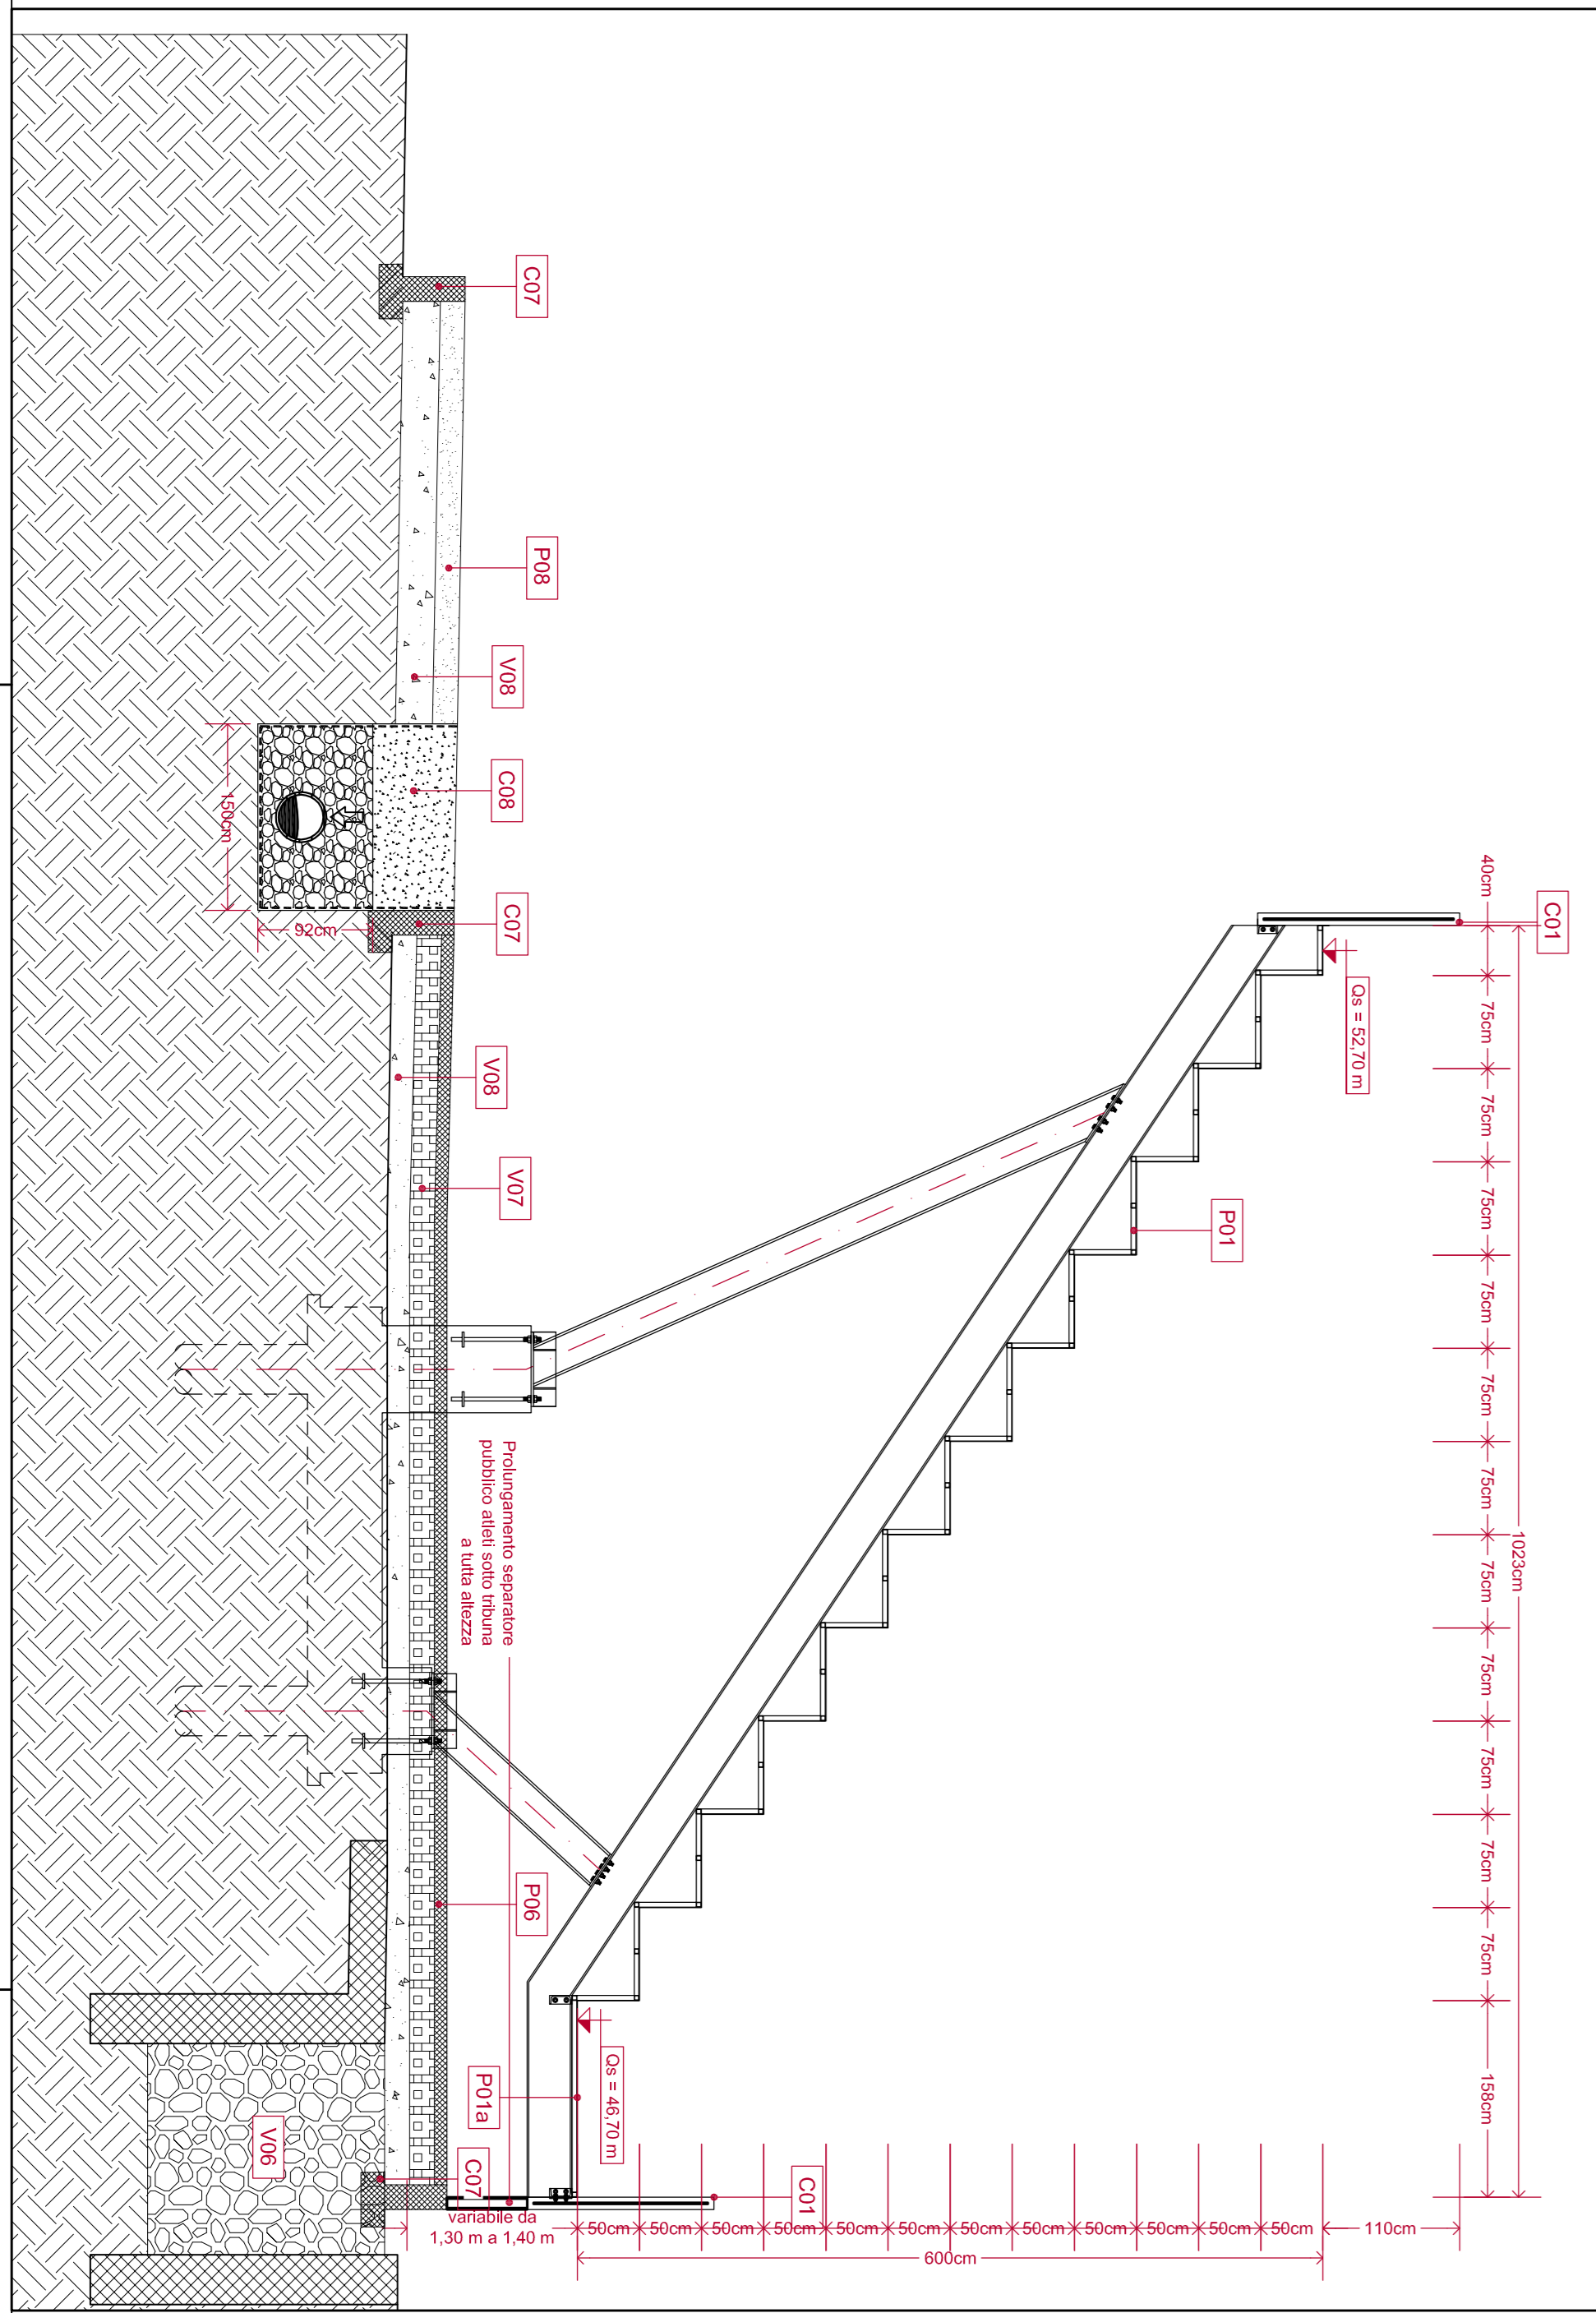 C01
1023cm
40cm
75cm
75cm
75cm
75cm
75cm
75cm
75cm
75cm
75cm
75cm
75cm
158cm
110cm
Qs = 52,70 m
P01
600cm
50cm
50cm
50cm
50cm
50cm
50cm
50cm
50cm
50cm
50cm
50cm
50cm
C01
Qs = 46,70 m
P01a
C07
P08
V08
C08
C07
V08
V07
Prolungamento separatore
pubblico atleti sotto tribuna
a tutta altezza
P06
C07
variabile da
1,30 m a 1,40 m
92cm
150cm
V06